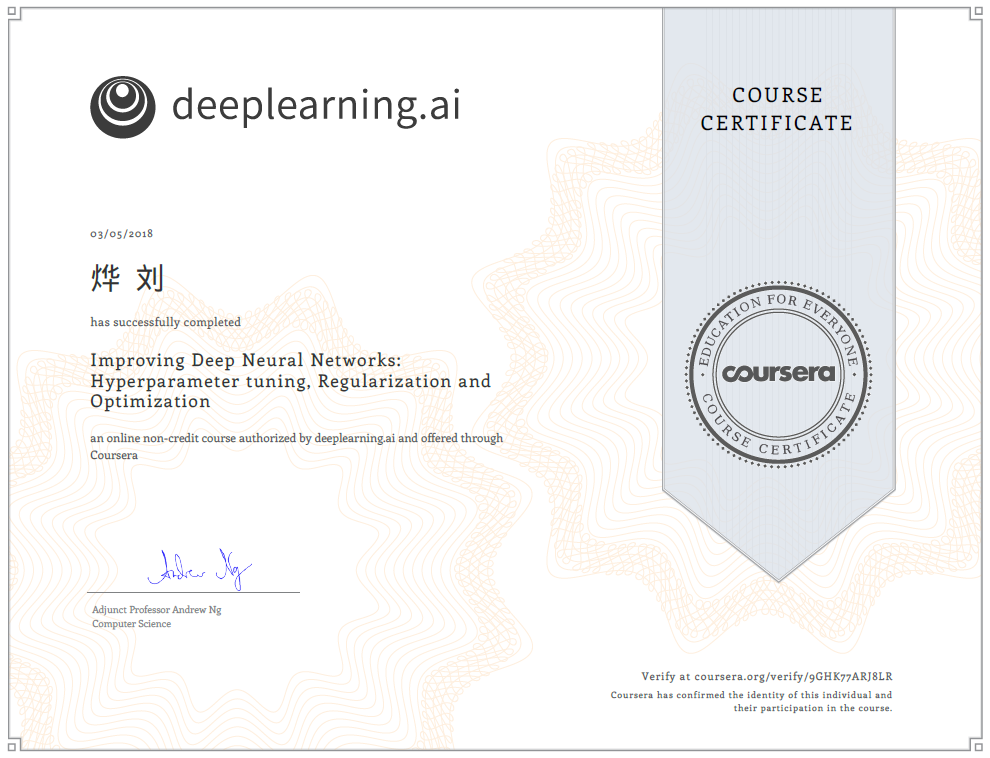 deeplearning.ai
COURSE
CERTIFICATE
03/05/2018
烨 刘
has successfully completed
Improving Deep Neural Networks:
Hyperparameter tuning, Regularization and
Optimization
an online non-credit course authorized by deeplearning.ai and offered through
Coursera
EDUCATION FOR EVERYONE
coursera
COURSE CERTIFICATE
Andrew Ng
Adjunct Professor Andrew Ng
Computer Science
Verify at coursera.org/verify/9GHK77ARJ8LR
Coursera has confirmed the identity of this individual and
their participation in the course.